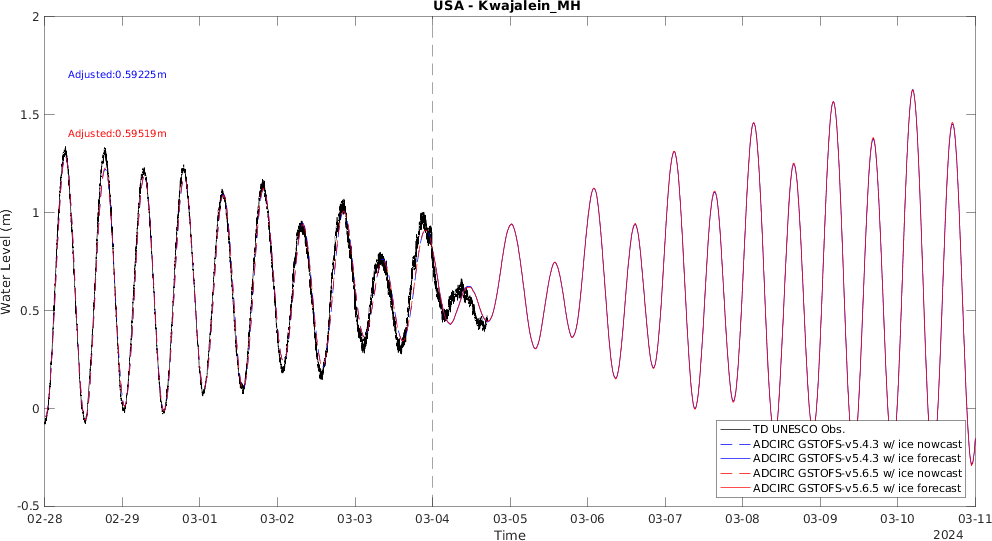 USA - Kwajalein_MH
2
Adjusted:0.59225m
1.5
Adjusted:0.59519m
1
Water Level (m)
0.5
0
-0.5
TD UNESCO Obs.
ADCIRC GSTOFS-v5.4.3 w/ ice nowcast
ADCIRC GSTOFS-v5.4.3 w/ ice forecast
ADCIRC GSTOFS-v5.6.5 w/ ice nowcast
ADCIRC GSTOFS-v5.6.5 w/ ice forecast
02-28 02-29 03-01 03-02 03-03 03-04 03-05 03-06 03-07 03-08 03-09 03-10 03-11
Time
2024